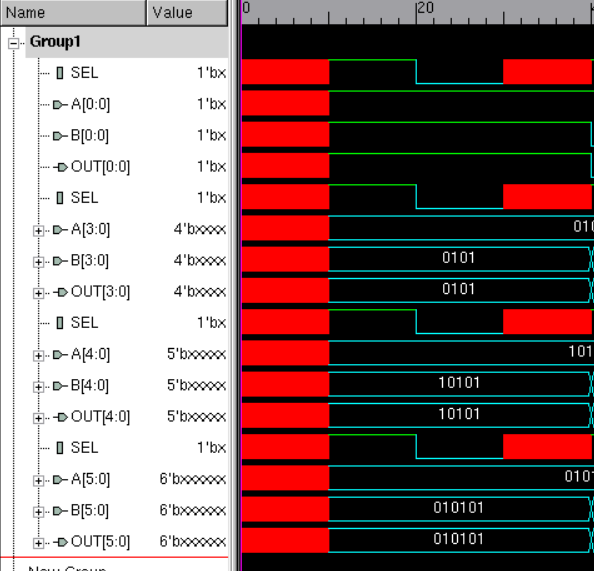 Name Value 0 20
Group1
SEL 1'bx
A[0:0] 1'bx
B[0:0] 1'bx
OUT[0:0] 1'bx
SEL 1'bx
A[3:0] 4'bxxxx 010
B[3:0] 4'bxxxx 0101
OUT[3:0] 4'bxxxx 0101
SEL 1'bx
A[4:0] 5'bxxxxx 101
B[4:0] 5'bxxxxx 10101
OUT[4:0] 5'bxxxxx 10101
SEL 1'bx
A[5:0] 6'bxxxxxx 010
B[5:0] 6'bxxxxxx 010101
OUT[5:0] 6'bxxxxxx 010101
New Group